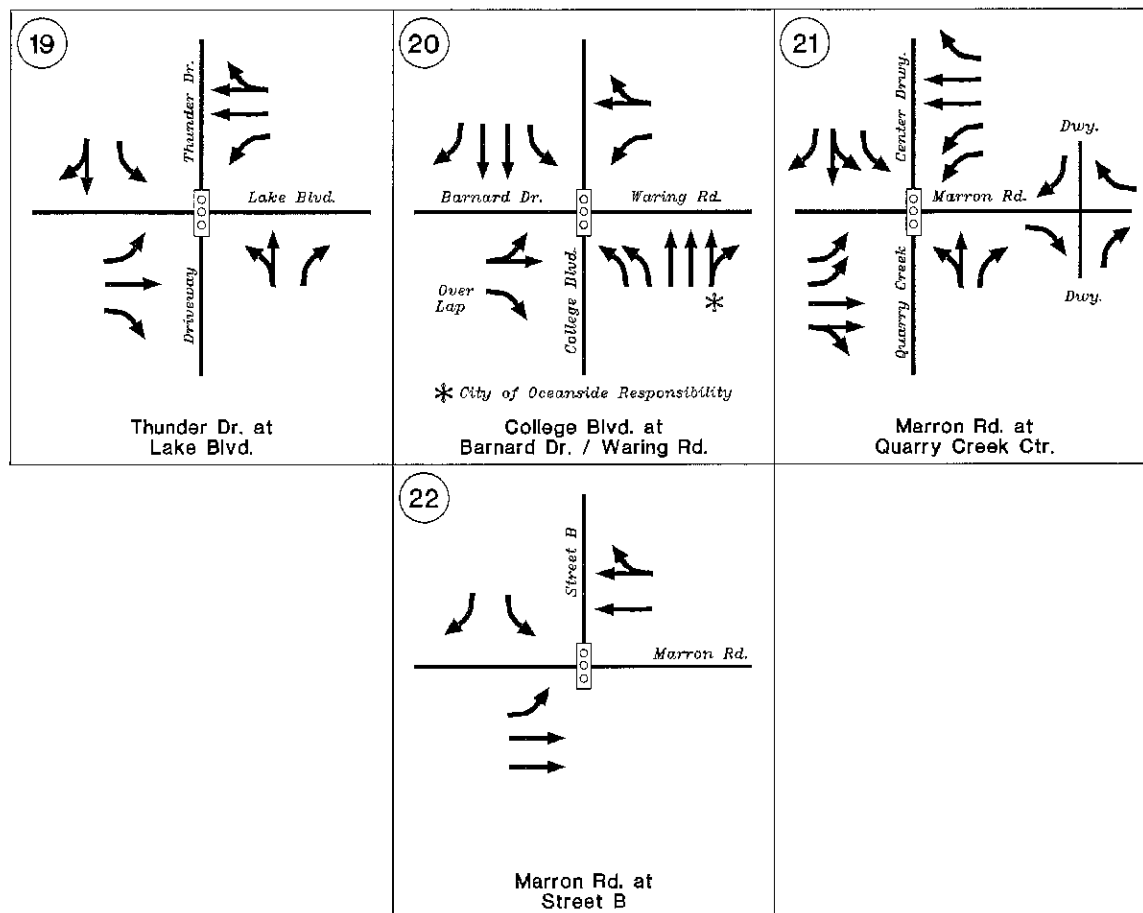 19
Thunder Dr.
Lake Blvd.
Driveway
Thunder Dr. at
Lake Blvd.
20
Barnard Dr.
Waring Rd.
Over
Lap
College Blvd.
* City of Oceanside Responsibility
College Blvd. at
Barnard Dr. / Waring Rd.
21
Center Drwy.
Dwy.
Marron Rd.
Quarry Creek
Dwy.
Marron Rd. at
Quarry Creek Ctr.
22
Street B
Marron Rd.
Marron Rd. at
Street B